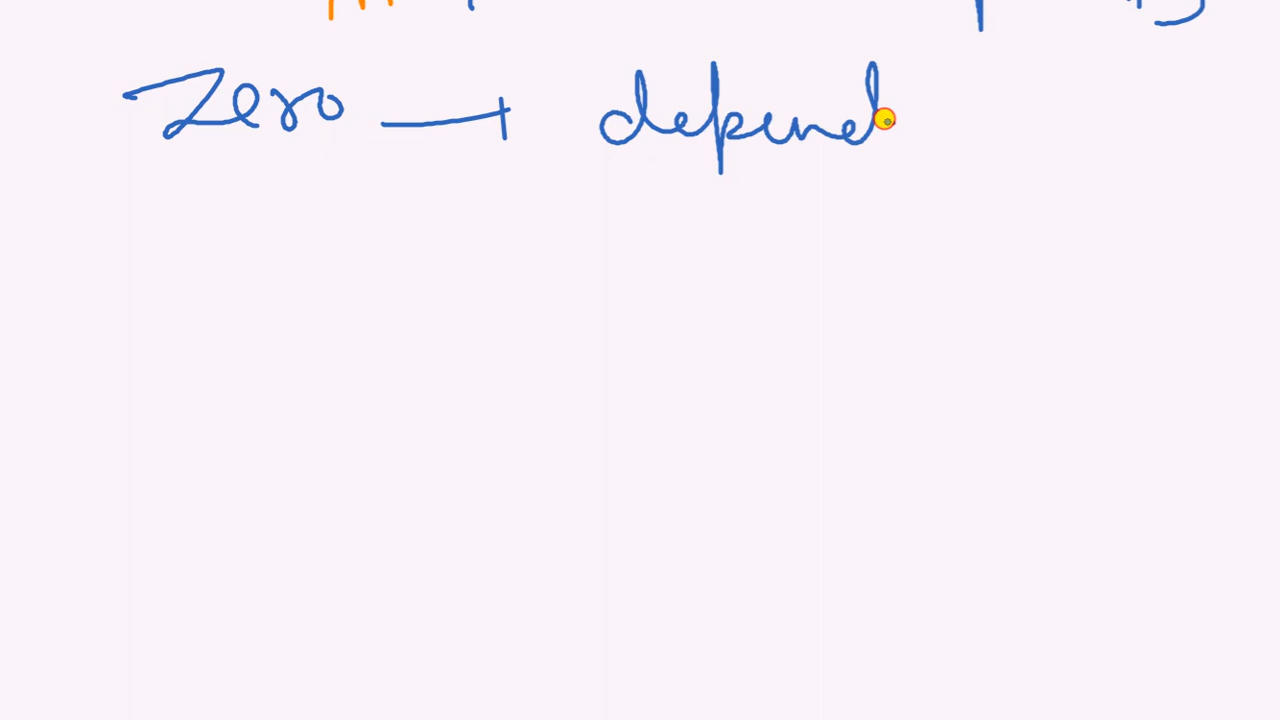 Zero → depend